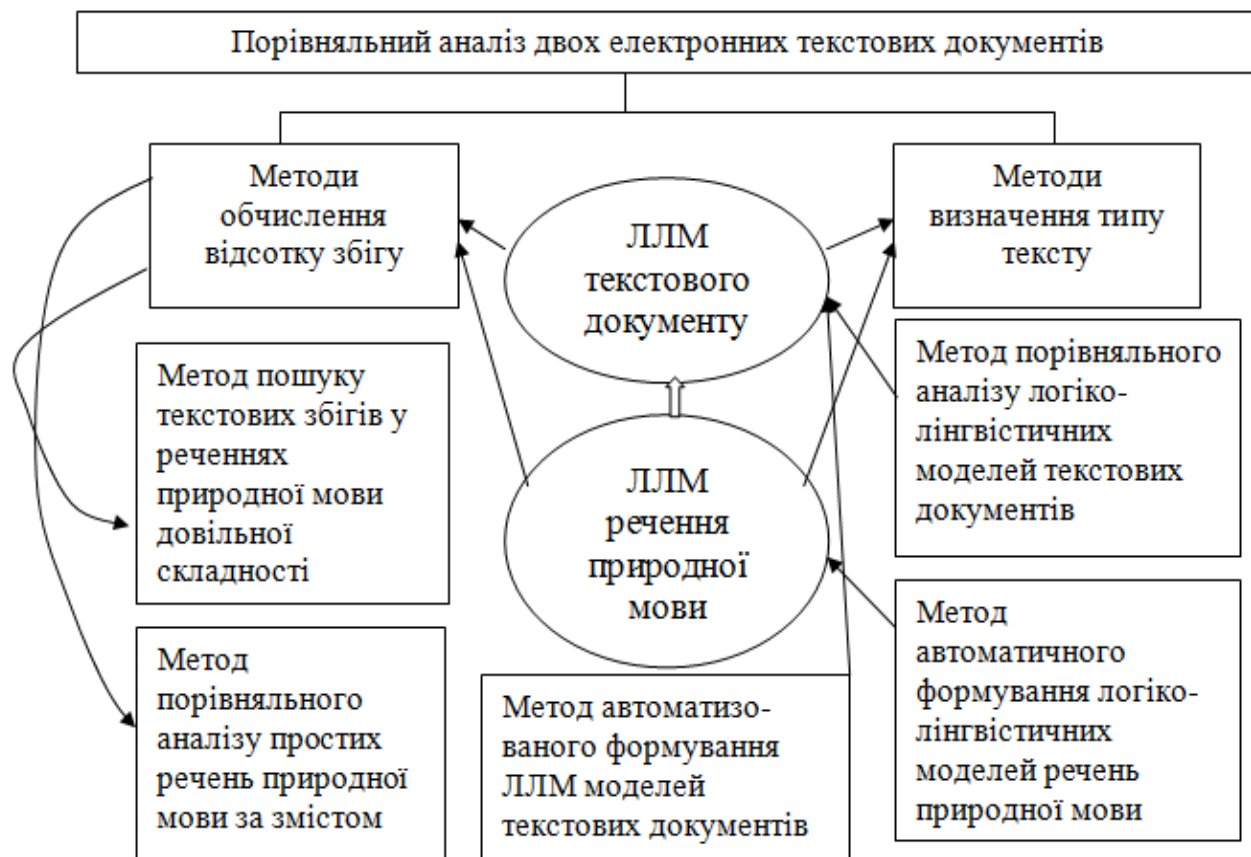 Порівняльний аналіз двох електронних текстових документів
Методи
обчислення
відсотку збігу
ЛЛМ
текстового
документу
Методи
визначення типу
тексту
Метод пошуку
текстових збігів у
реченнях
природної мови
довільної
складності
ЛЛМ
речення
природної
мови
Метод порівняльного
аналізу логіко-
лінгвістичних
моделей текстових
документів
Метод
порівняльного
аналізу простих
речень природної
мови за змістом
Метод автоматизо-
ваного формування
ЛЛМ моделей
текстових документів
Метод
автоматичного
формування логіко-
лінгвістичних
моделей речень
природної мови